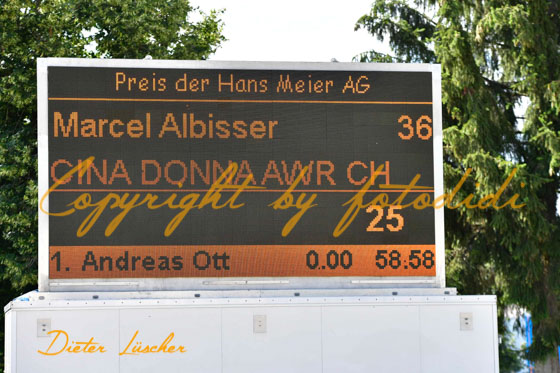 Preis der Hans Meier AG
Marcel Albisser 36
CINA DONNA AWR CH
Copyright by fotodidi
25
1. Andreas Ott 0.00 58.58
Dieter Lüscher